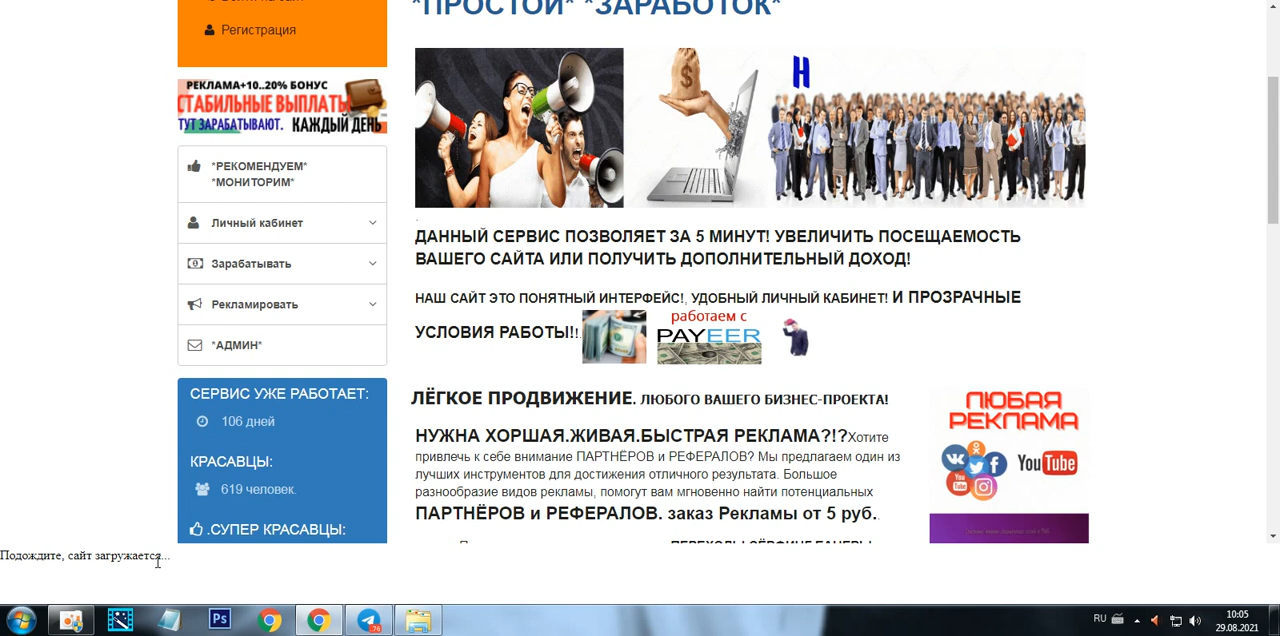 *ПРОСТОЙ* *ЗАРАБОТОК*
Регистрация
РЕКЛАМА+10..20% БОНУС
СТАБИЛЬНЫЕ ВЫПЛАТЫ
ТУТ ЗАРАБАТЫВАЮТ. КАЖДЫЙ ДЕНЬ
*РЕКОМЕНДУЕМ*
*МОНИТОРИМ*
Личный кабинет
Зарабатывать
Рекламировать
*АДМИН*
СЕРВИС УЖЕ РАБОТАЕТ:
106 дней
КРАСАВЦЫ:
619 человек.
.СУПЕР КРАСАВЦЫ:
$
Н
ДАННЫЙ СЕРВИС ПОЗВОЛЯЕТ ЗА 5 МИНУТ! УВЕЛИЧИТЬ ПОСЕЩАЕМОСТЬ
ВАШЕГО САЙТА ИЛИ ПОЛУЧИТЬ ДОПОЛНИТЕЛЬНЫЙ ДОХОД!
НАШ САЙТ ЭТО ПОНЯТНЫЙ ИНТЕРФЕЙС!, УДОБНЫЙ ЛИЧНЫЙ КАБИНЕТ! И ПРОЗРАЧНЫЕ
УСЛОВИЯ РАБОТЫ!!
работаем с
PAYEER
ЛЁГКОЕ ПРОДВИЖЕНИЕ. ЛЮБОГО ВАШЕГО БИЗНЕС-ПРОЕКТА!
НУЖНА ХОРШАЯ.ЖИВАЯ.БЫСТРАЯ РЕКЛАМА?!?Хотите
привлечь к себе внимание ПАРТНЁРОВ и РЕФЕРАЛОВ? Мы предлагаем один из
лучших инструментов для достижения отличного результата. Большое
разнообразие видов рекламы, помогут вам мгновенно найти потенциальных
ПАРТНЁРОВ и РЕФЕРАЛОВ. заказ Рекламы от 5 руб.
ЛЮБАЯ
РЕКЛАМА
YouTube
Подождите, сайт загружается...
Ps
76
RU
10:05
29.08.2021